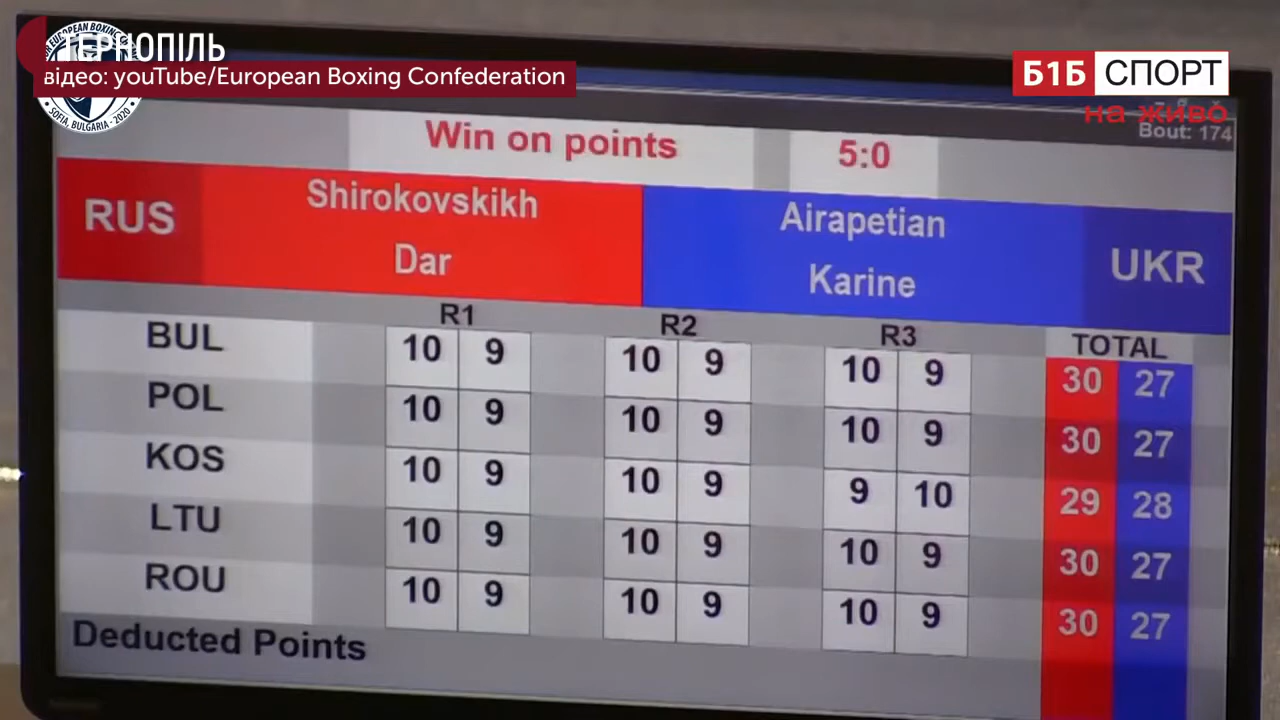 ТЕРНОПІЛЬ
відео: youTube/European Boxing Confederation
SOFIA, BULGARIA - 2020
Б1Б СПОРТ
на живо
Bout: 174
Win on points 5:0
RUS Shirokovskikh Dar
Airapetian Karine UKR
R1 R2 R3 TOTAL
BUL 10 9 10 9 10 9 30 27
POL 10 9 10 9 10 9 30 27
KOS 10 9 10 9 9 10 29 28
LTU 10 9 10 9 10 9 30 27
ROU 10 9 10 9 10 9 30 27
Deducted Points